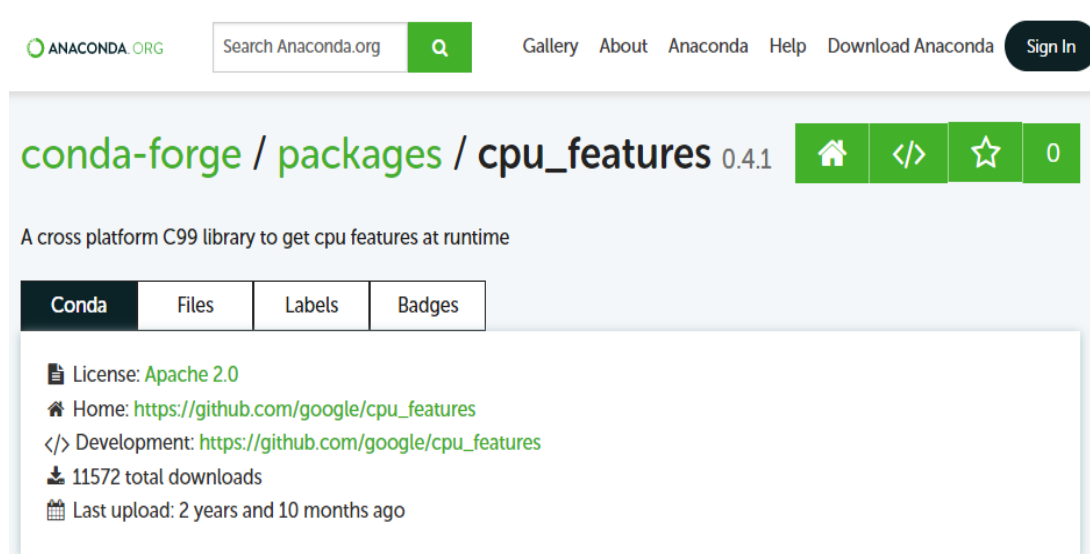 ANACONDA.ORG Search Anaconda.org Gallery About Anaconda Help Download Anaconda Sign In
conda-forge / packages / cpu_features 0.4.1 </> 0
A cross platform C99 library to get cpu features at runtime
Conda Files Labels Badges
License: Apache 2.0
Home: https://github.com/google/cpu_features
</> Development: https://github.com/google/cpu_features
11572 total downloads
Last upload: 2 years and 10 months ago